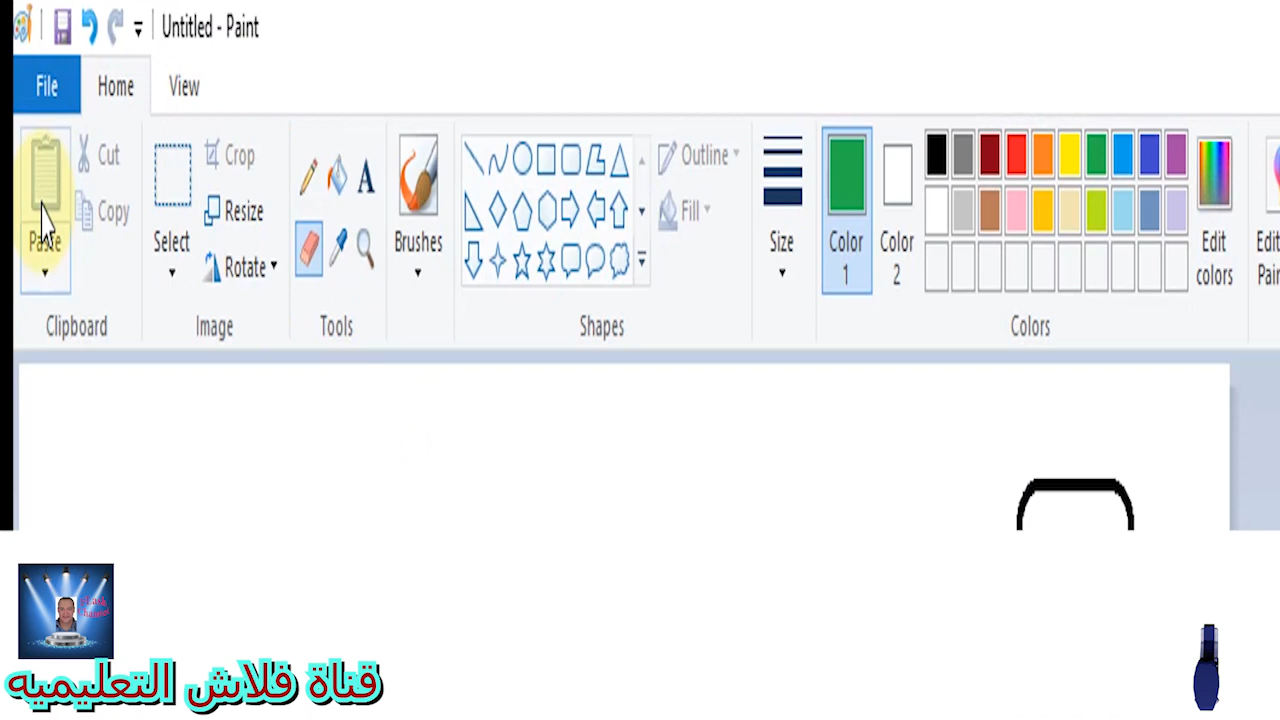 Untitled - Paint
File Home View
Cut
Copy
Paste
Select
Crop
Resize
Rotate
A
Brushes
Outline
Fill
Size
Color 1
Color 2
Edit colors
Clipboard
Image
Tools
Shapes
Colors
قناة فلاش التعليميه